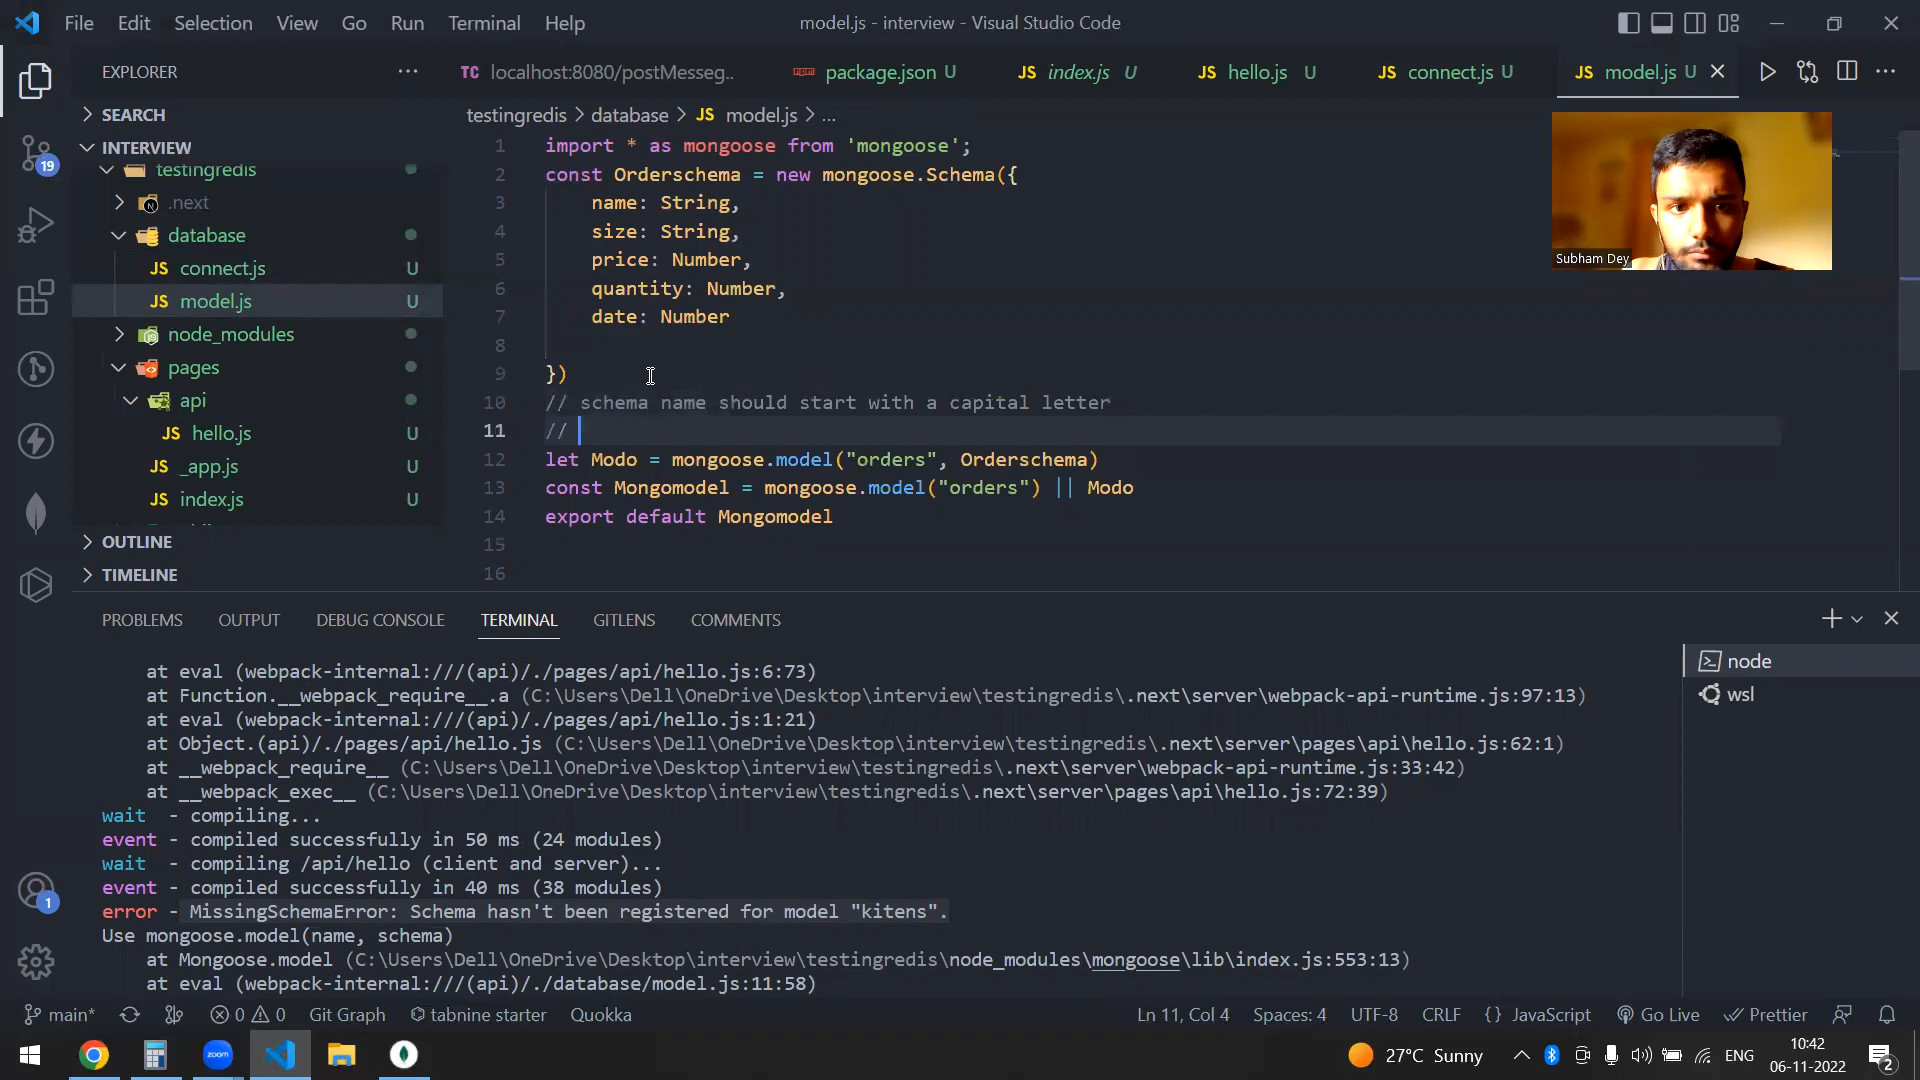 File Edit Selection View Go Run Terminal Help
model.js - interview - Visual Studio Code
EXPLORER
SEARCH
INTERVIEW
testingredis
.next
database
connect.js U
model.js U
node_modules
pages
api
hello.js U
_app.js U
index.js U
OUTLINE
TIMELINE
19
1
TC localhost:8080/postMesseg.. npm package.json U JS index.js U JS hello.js U JS connect.js U JS model.js U
testingredis > database > JS model.js > ...
1 import * as mongoose from 'mongoose';
2 const Orderschema = new mongoose.Schema({
3 name: String,
4 size: String,
5 price: Number,
6 quantity: Number,
7 date: Number
8
9 })
10 // schema name should start with a capital letter
11 //
12 let Modo = mongoose.model("orders", Orderschema)
13 const Mongomodel = mongoose.model("orders") || Modo
14 export default Mongomodel
15
16
Subham Dey
PROBLEMS OUTPUT DEBUG CONSOLE TERMINAL GITLENS COMMENTS
at eval (webpack-internal:///(api)/./pages/api/hello.js:6:73)
at Function.__webpack_require__.a (C:\Users\Dell\OneDrive\Desktop\interview\testingredis\.next\server\webpack-api-runtime.js:97:13)
at eval (webpack-internal:///(api)/./pages/api/hello.js:1:21)
at Object.(api)/./pages/api/hello.js (C:\Users\Dell\OneDrive\Desktop\interview\testingredis\.next\server\pages\api\hello.js:62:1)
at __webpack_require__ (C:\Users\Dell\OneDrive\Desktop\interview\testingredis\.next\server\webpack-api-runtime.js:33:42)
at __webpack_exec__ (C:\Users\Dell\OneDrive\Desktop\interview\testingredis\.next\server\pages\api\hello.js:72:39)
wait - compiling...
event - compiled successfully in 50 ms (24 modules)
wait - compiling /api/hello (client and server)...
event - compiled successfully in 40 ms (38 modules)
error - MissingSchemaError: Schema hasn't been registered for model "kitens".
Use mongoose.model(name, schema)
at Mongoose.model (C:\Users\Dell\OneDrive\Desktop\interview\testingredis\node_modules\mongoose\lib\index.js:553:13)
at eval (webpack-internal:///(api)/./database/model.js:11:58)
node
wsl
main* 0 0 Git Graph tabnine starter Quokka Ln 11, Col 4 Spaces: 4 UTF-8 CRLF {} JavaScript Go Live Prettier
zoom 27°C Sunny ENG 10:42
06-11-2022 2